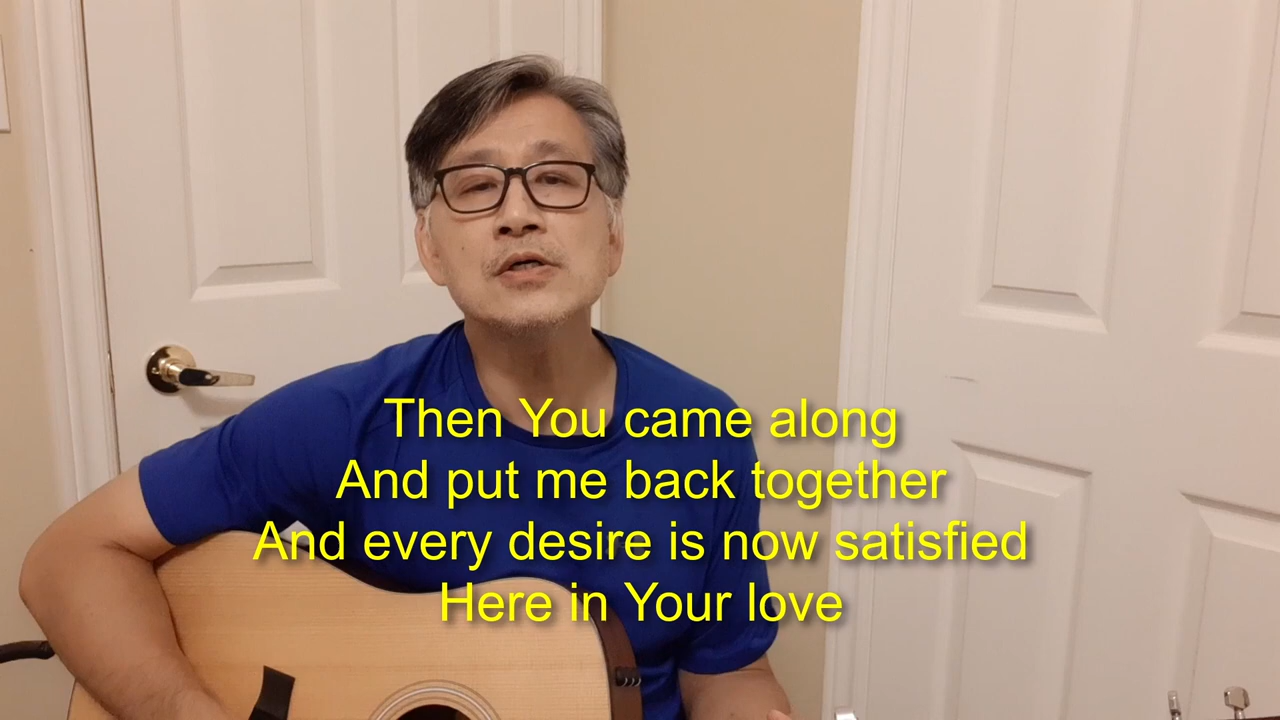 Then You came along
And put me back together
And every desire is now satisfied
Here in Your love